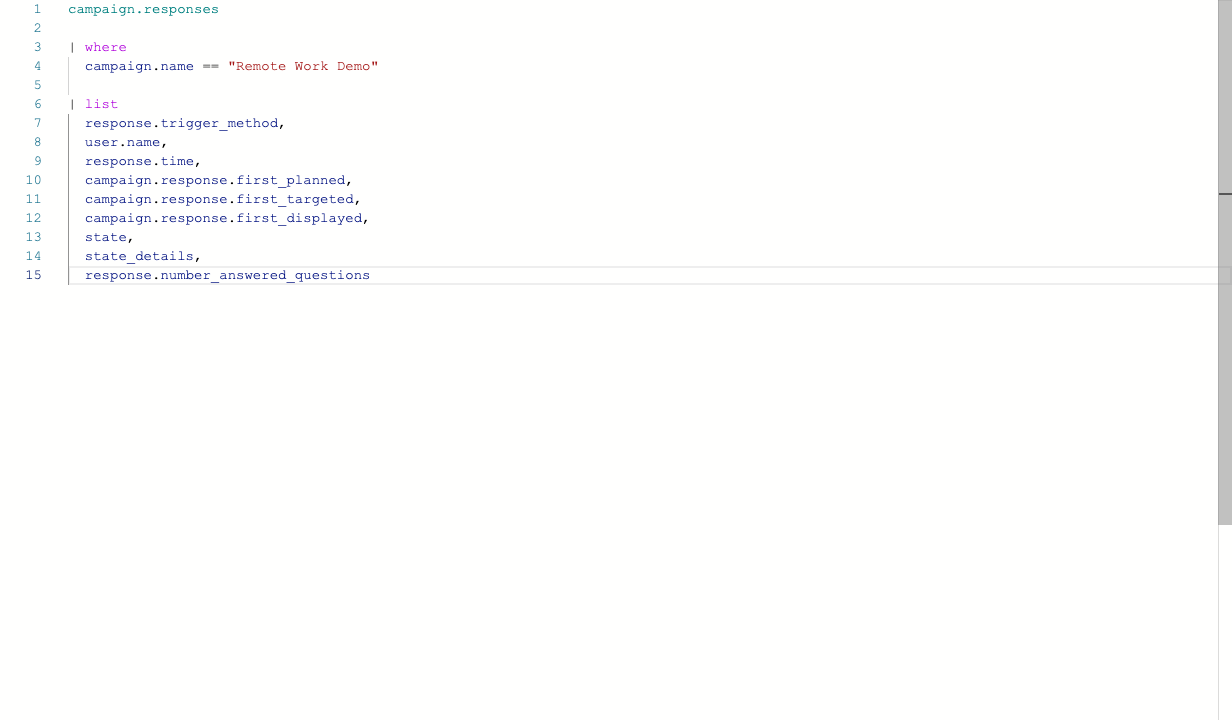 1 campaign.responses
2
3 | where
4 campaign.name == "Remote Work Demo"
5
6 | list
7 response.trigger_method,
8 user.name,
9 response.time,
10 campaign.response.first_planned,
11 campaign.response.first_targeted,
12 campaign.response.first_displayed,
13 state,
14 state_details,
15 response.number_answered_questions